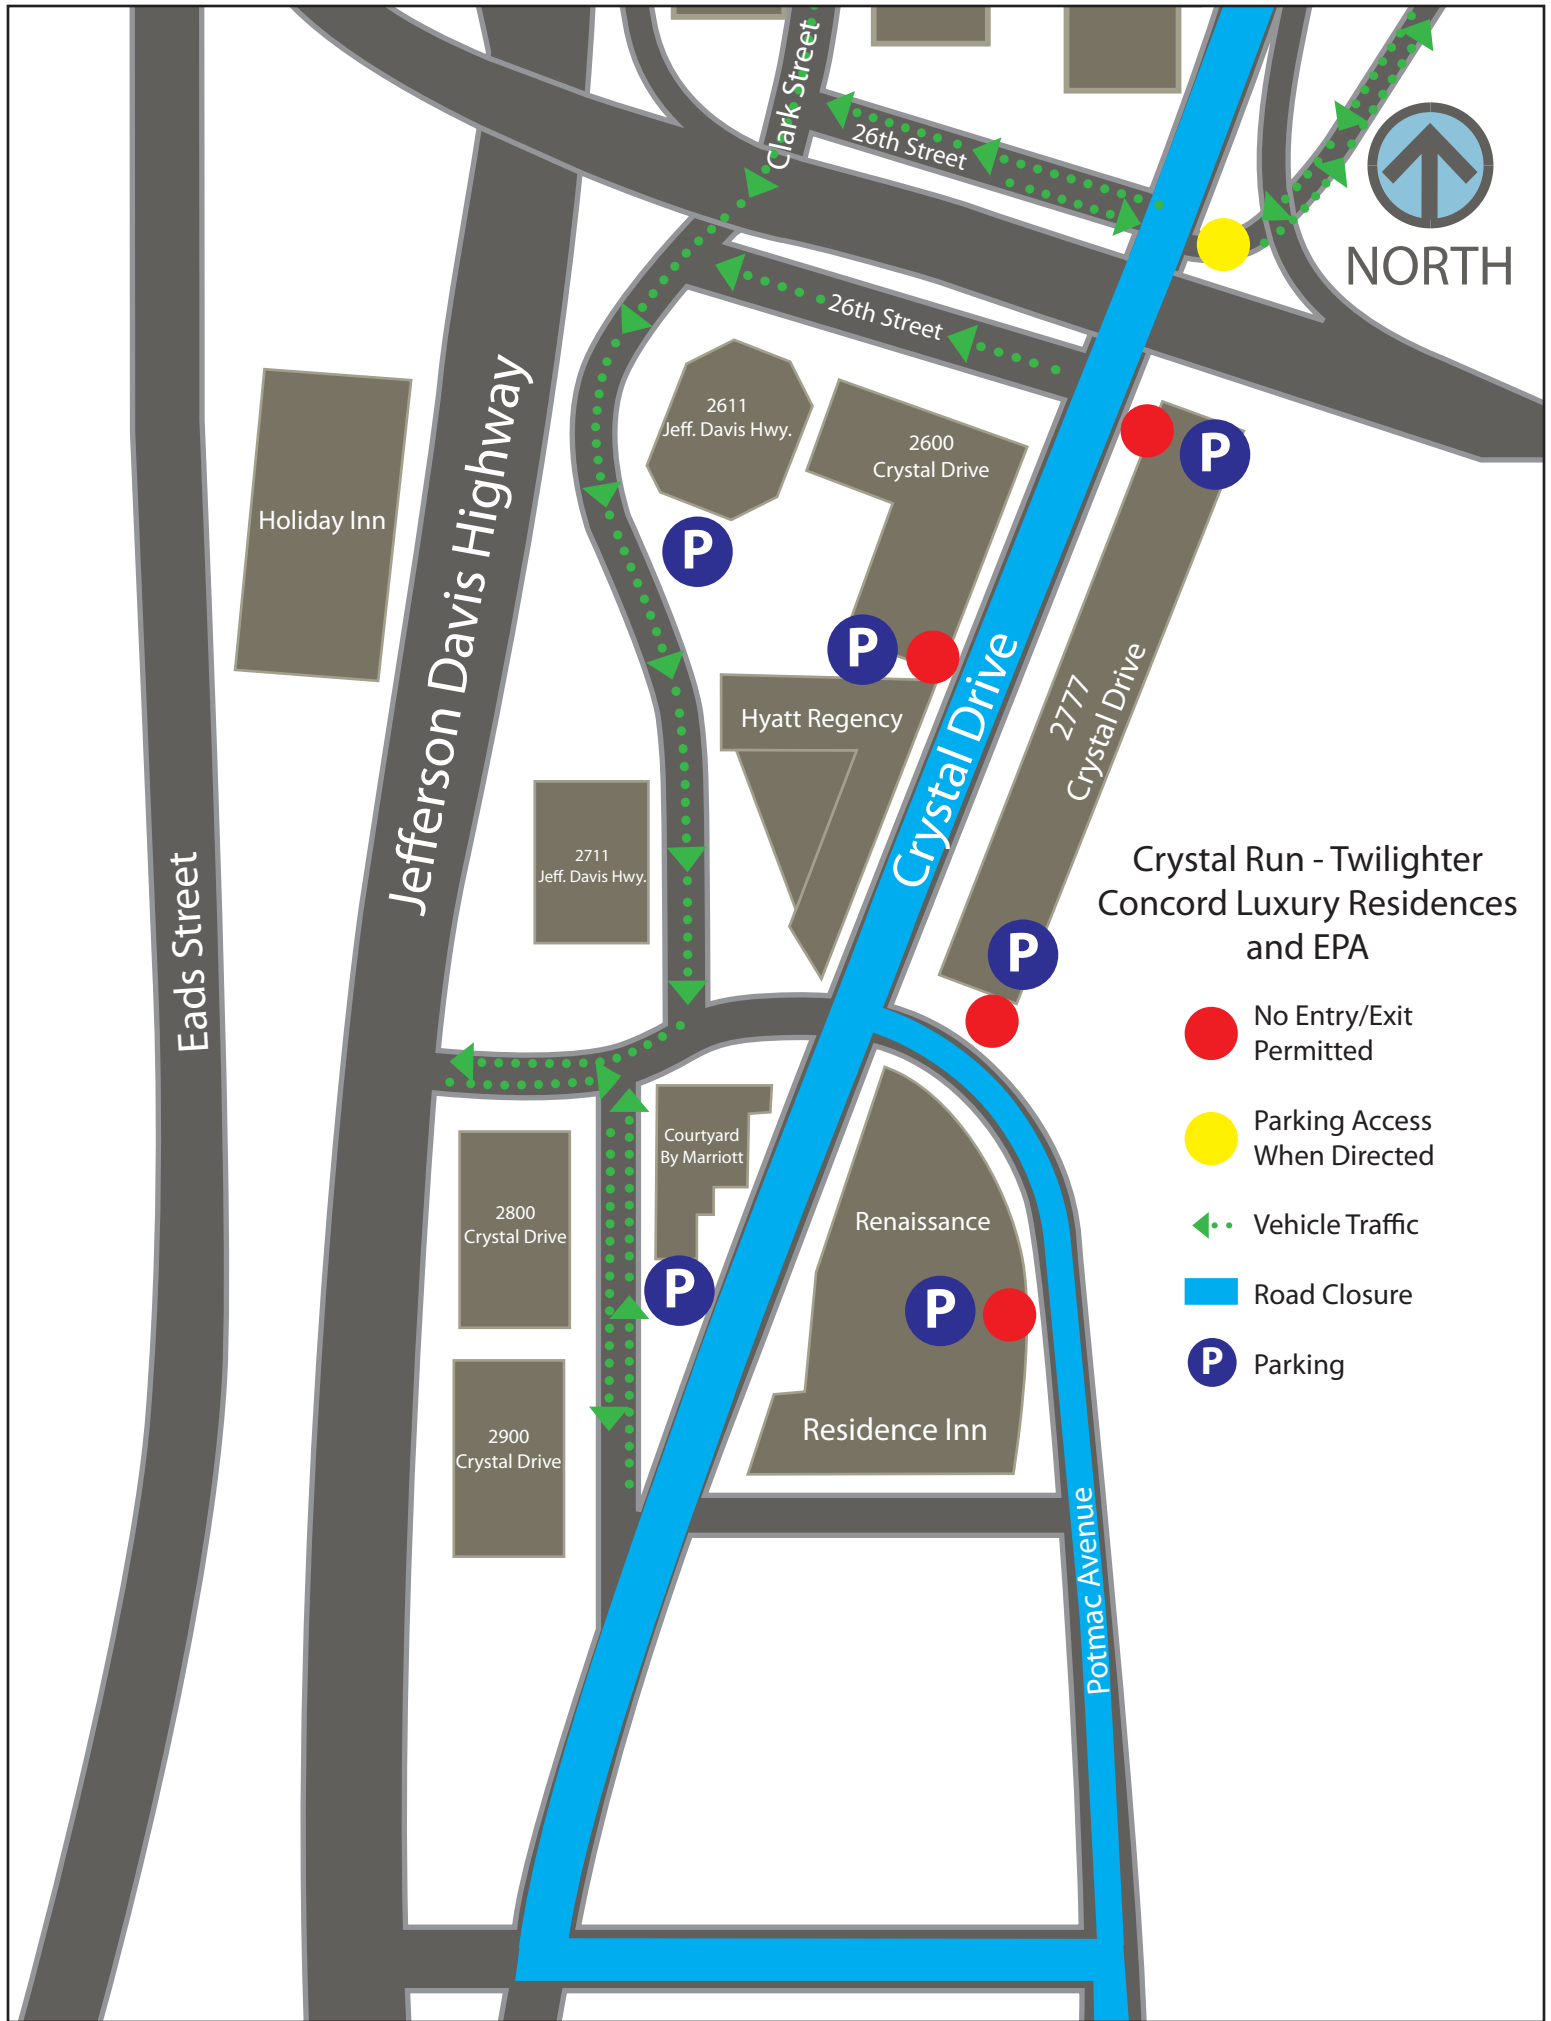 Clark Street
26th Street
NORTH
26th Street
2611
Jeff. Davis Hwy.
2600
Crystal Drive
P
Holiday Inn
P
Jefferson Davis Highway
P
Hyatt Regency
Crystal Drive
2777
Crystal Drive
2711
Jeff. Davis Hwy.
Eads Street
P
Crystal Run - Twilighter
Concord Luxury Residences
and EPA
No Entry/Exit
Permitted
Parking Access
When Directed
Vehicle Traffic
Road Closure
P
Parking
Courtyard
By Marriott
2800
Crystal Drive
Renaissance
P
P
Residence Inn
2900
Crystal Drive
Potmac Avenue